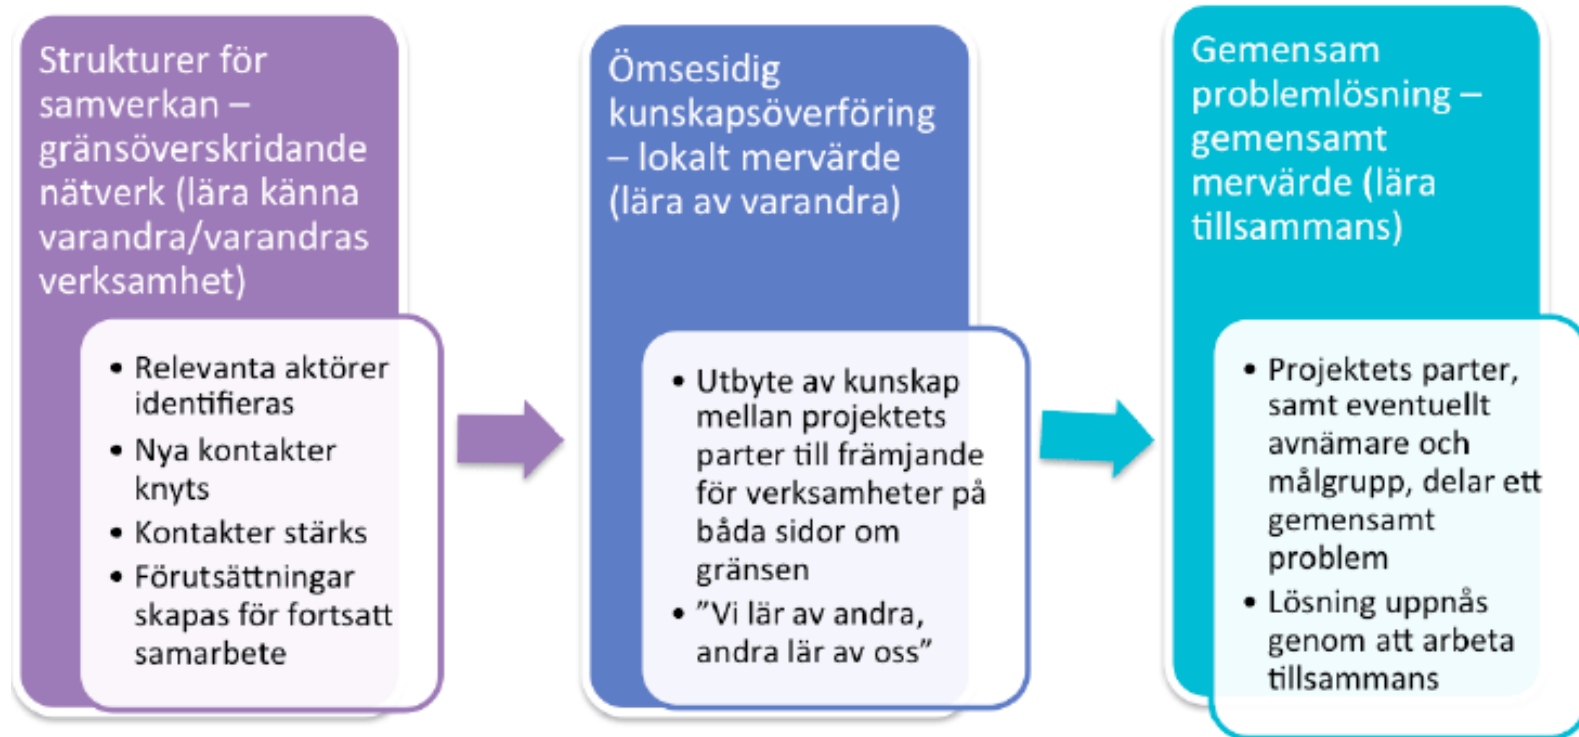 Strukturer för
samverkan –
gränsöverskridande
nätverk (lära känna
varandra/varandras
verksamhet)
• Relevanta aktörer
identifieras
• Nya kontakter
knyts
• Kontakter stärks
• Förutsättningar
skapas för fortsatt
samarbete
Ömsesidig
kunskapsöverföring
– lokalt mervärde
(lära av varandra)
• Utbyte av kunskap
mellan projektets
parter till främjande
för verksamheter på
båda sidor om
gränsen
• ”Vi lär av andra,
andra lär av oss”
Gemensam
problemlösning –
gemensamt
mervärde (lära
tillsammans)
• Projektets parter,
samt eventuellt
avnämare och
målgrupp, delar ett
gemensamt
problem
• Lösning uppnås
genom att arbeta
tillsammans